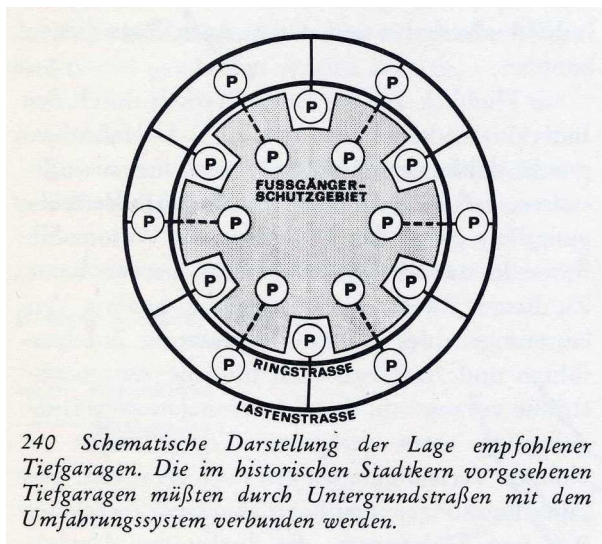 P
P P
P P
P P
FUSSGÄNGER-
SCHUTZGEBIET
P P P P
P P
P P
P P
P
RINGSTRASSE
LASTENSTRASSE
240 Schematische Darstellung der Lage empfohlener
Tiefgaragen. Die im historischen Stadtkern vorgesehenen
Tiefgaragen müßten durch Untergrundstraßen mit dem
Umfahrungssystem verbunden werden.